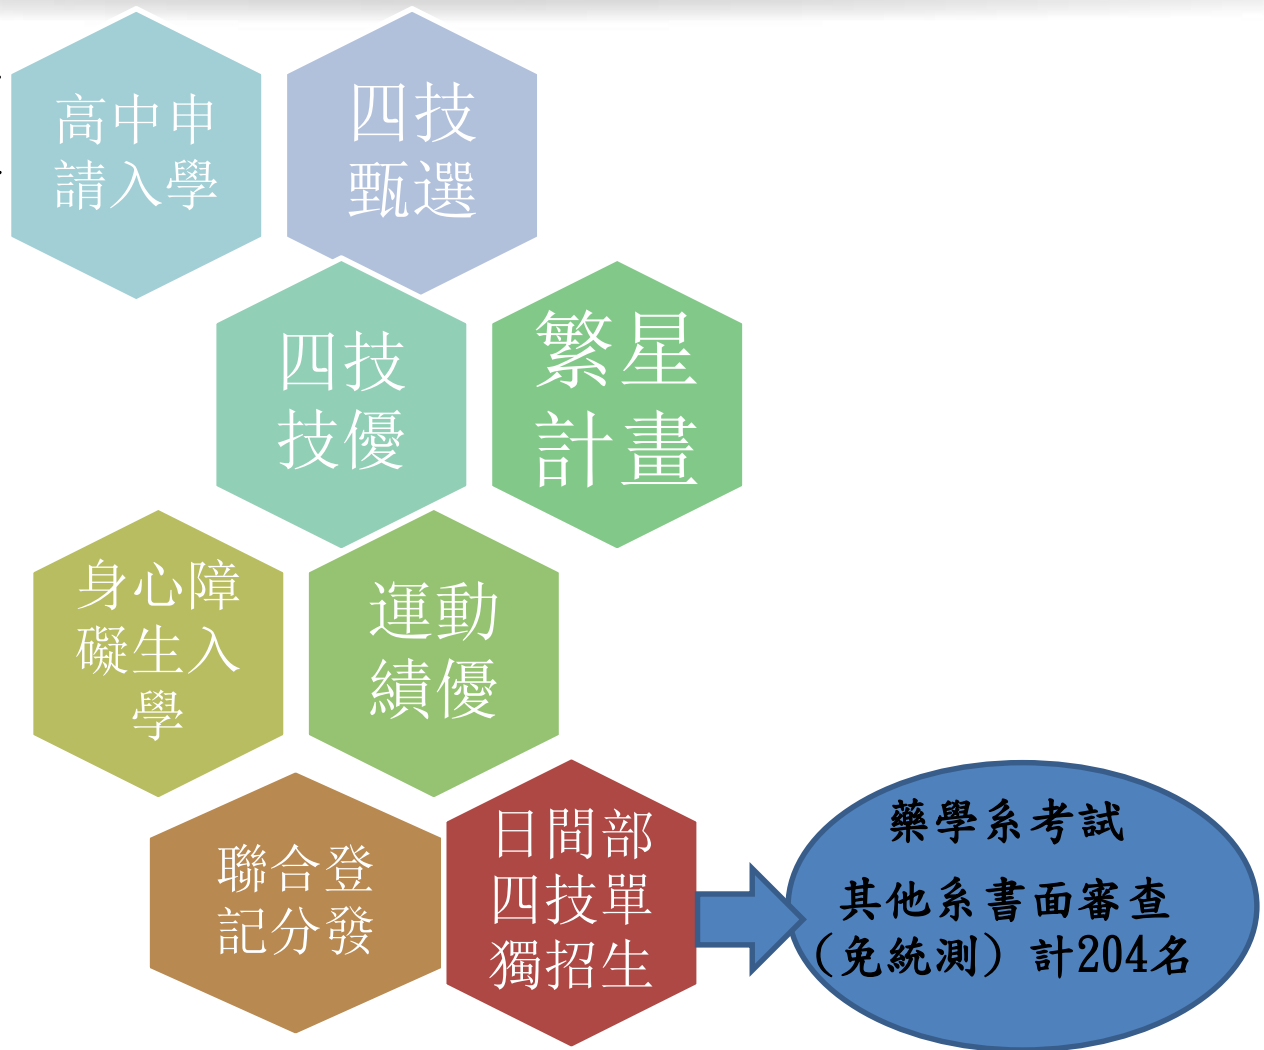 高中申
請入學
四技
甄選
四技
技優
繁星
計畫
身心障
礙生入
學
運動
績優
聯合登
記分發
日間部
四技單
獨招生
藥學系考試
其他系書面審查
(免統測) 計204名